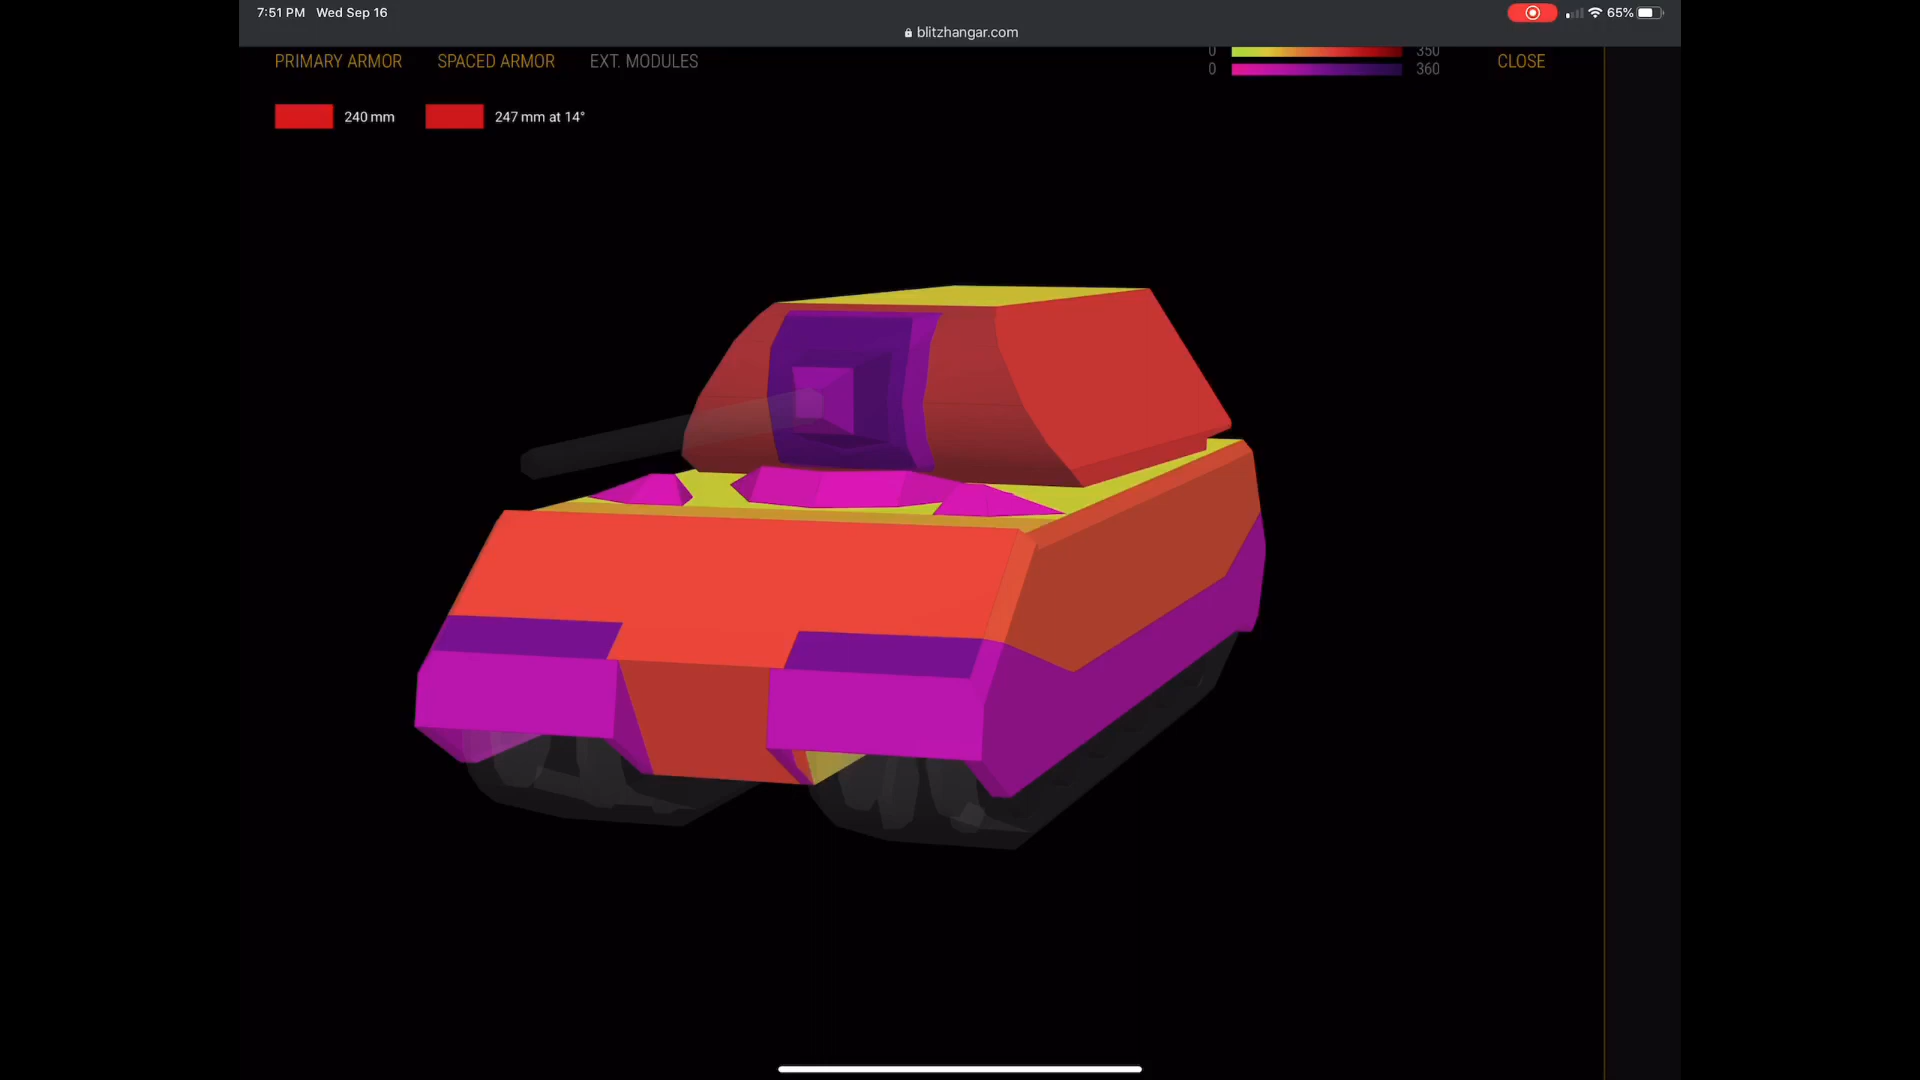 7:51 PM Wed Sep 16
65%
blitzhangar.com
PRIMARY ARMOR SPACED ARMOR EXT. MODULES
0 350
0 360
CLOSE
240 mm 247 mm at 14°